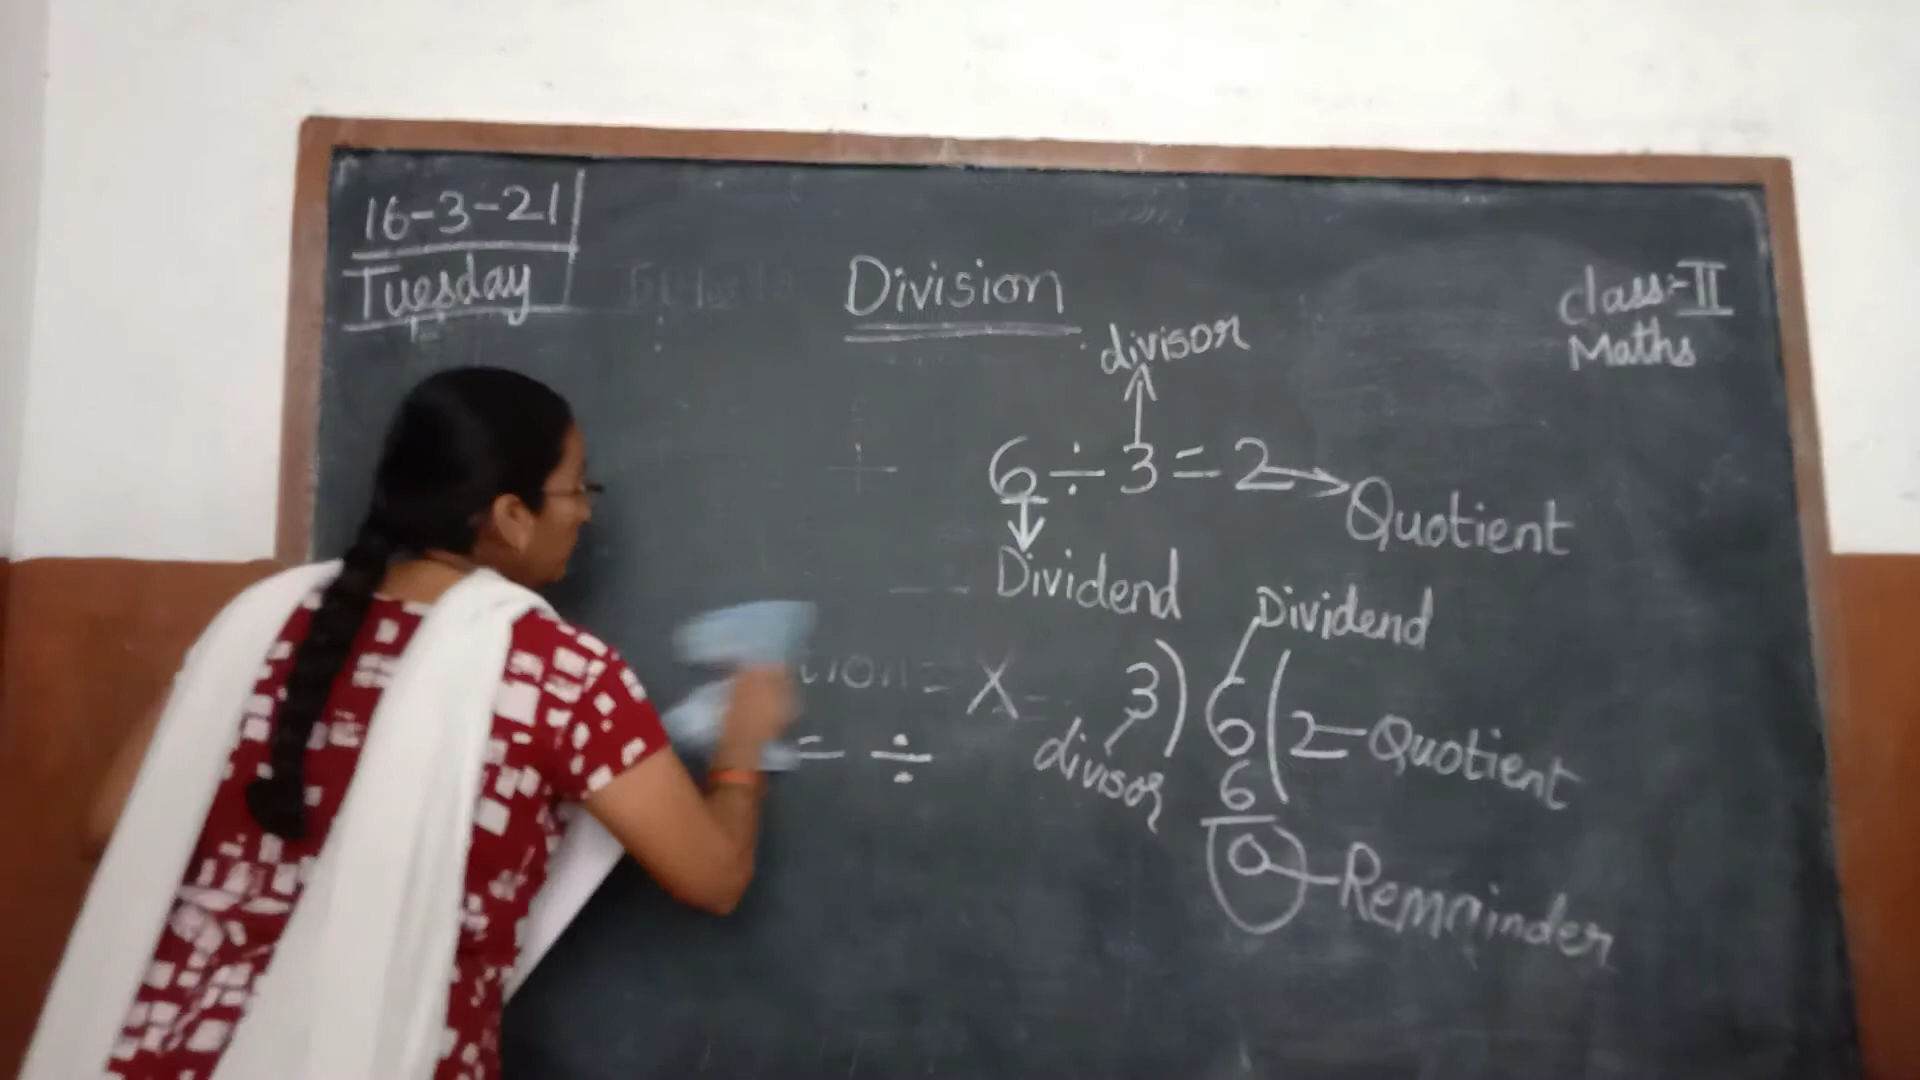 16-3-21
Tuesday
Division
class:-II
Maths
divisor
6 ÷ 3 = 2 → Quotient
Dividend
Dividend
= X =
3 ) 6 ( 2 - Quotient
divisor
= ÷
6
0 - Remainder